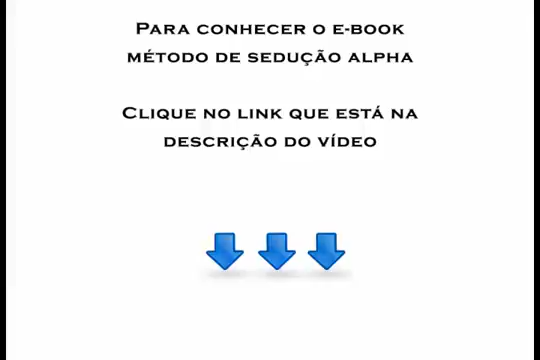 Para conhecer o e-book
método de sedução alpha
Clique no link que está na
descrição do vídeo